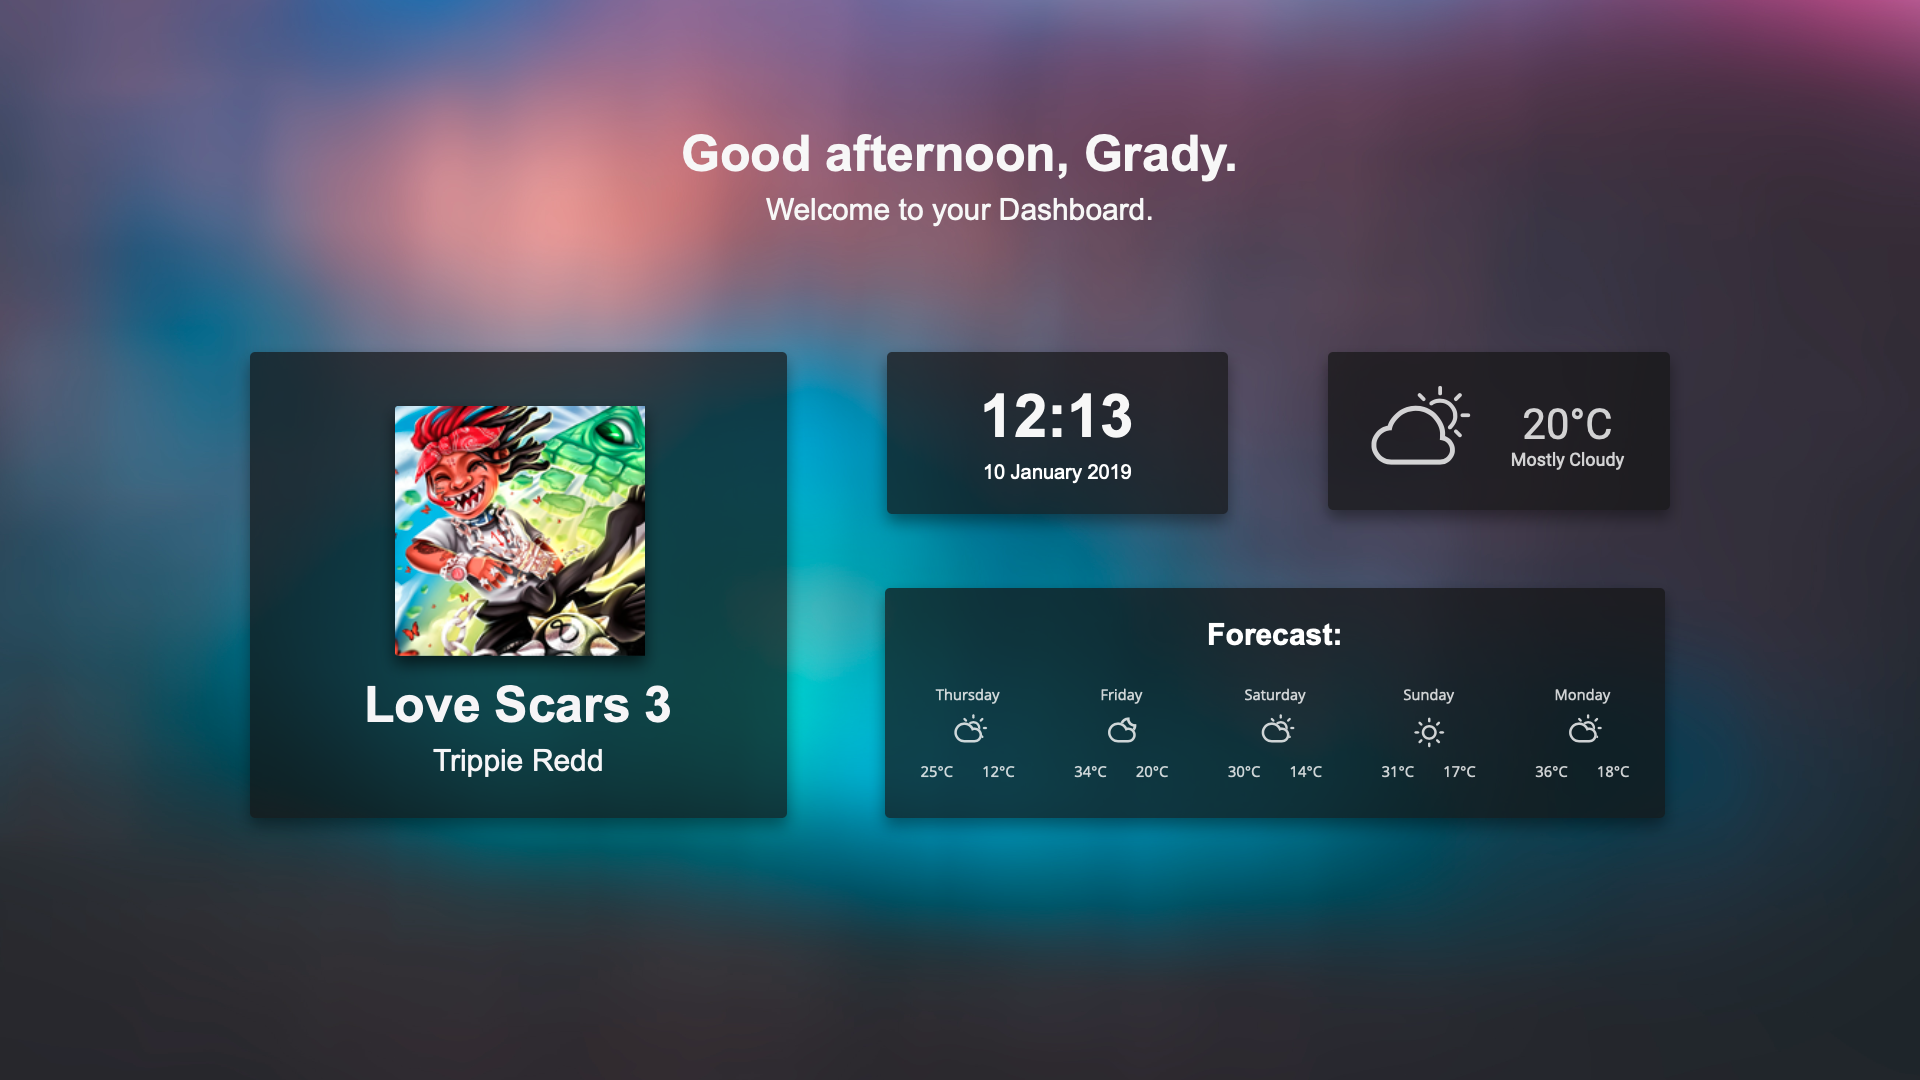 Good afternoon, Grady.
Welcome to your Dashboard.
Love Scars 3
Trippie Redd
12:13
10 January 2019
20°C
Mostly Cloudy
Forecast:
Thursday Friday Saturday Sunday Monday
25°C 12°C 34°C 20°C 30°C 14°C 31°C 17°C 36°C 18°C